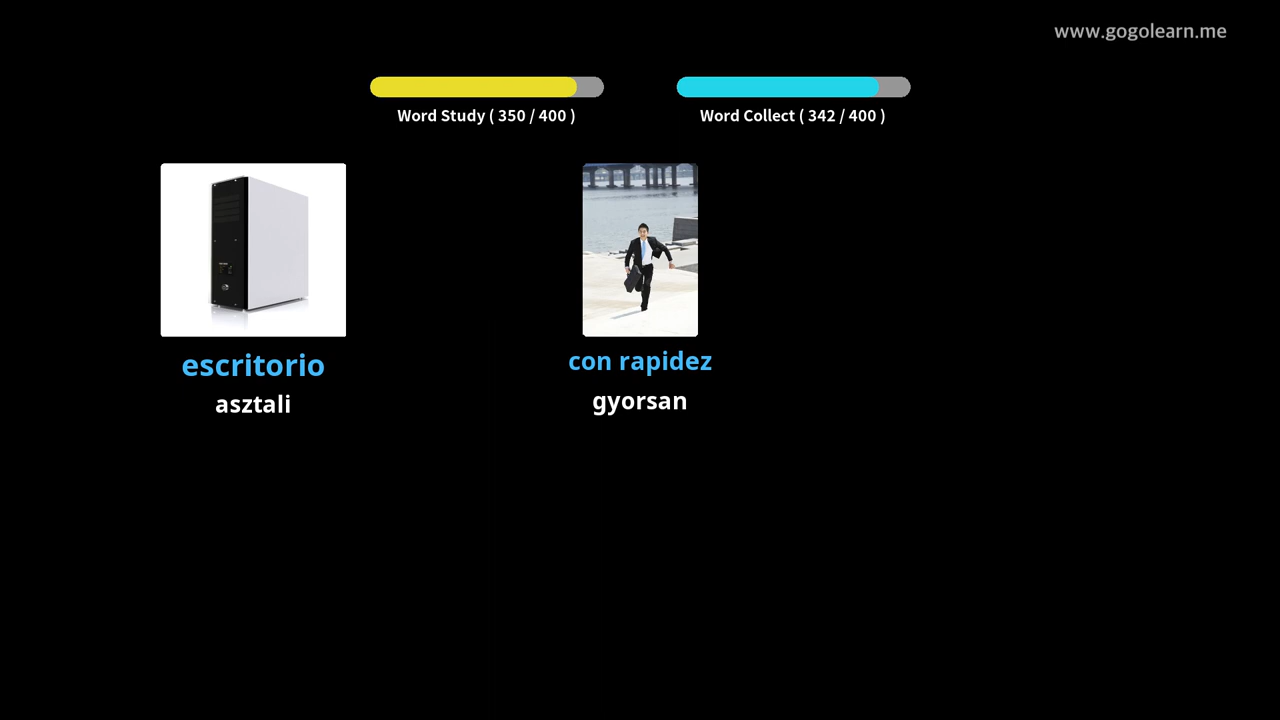 www.gogolearn.me
Word Study ( 350 / 400 )
Word Collect ( 342 / 400 )
escritorio
asztali
con rapidez
gyorsan